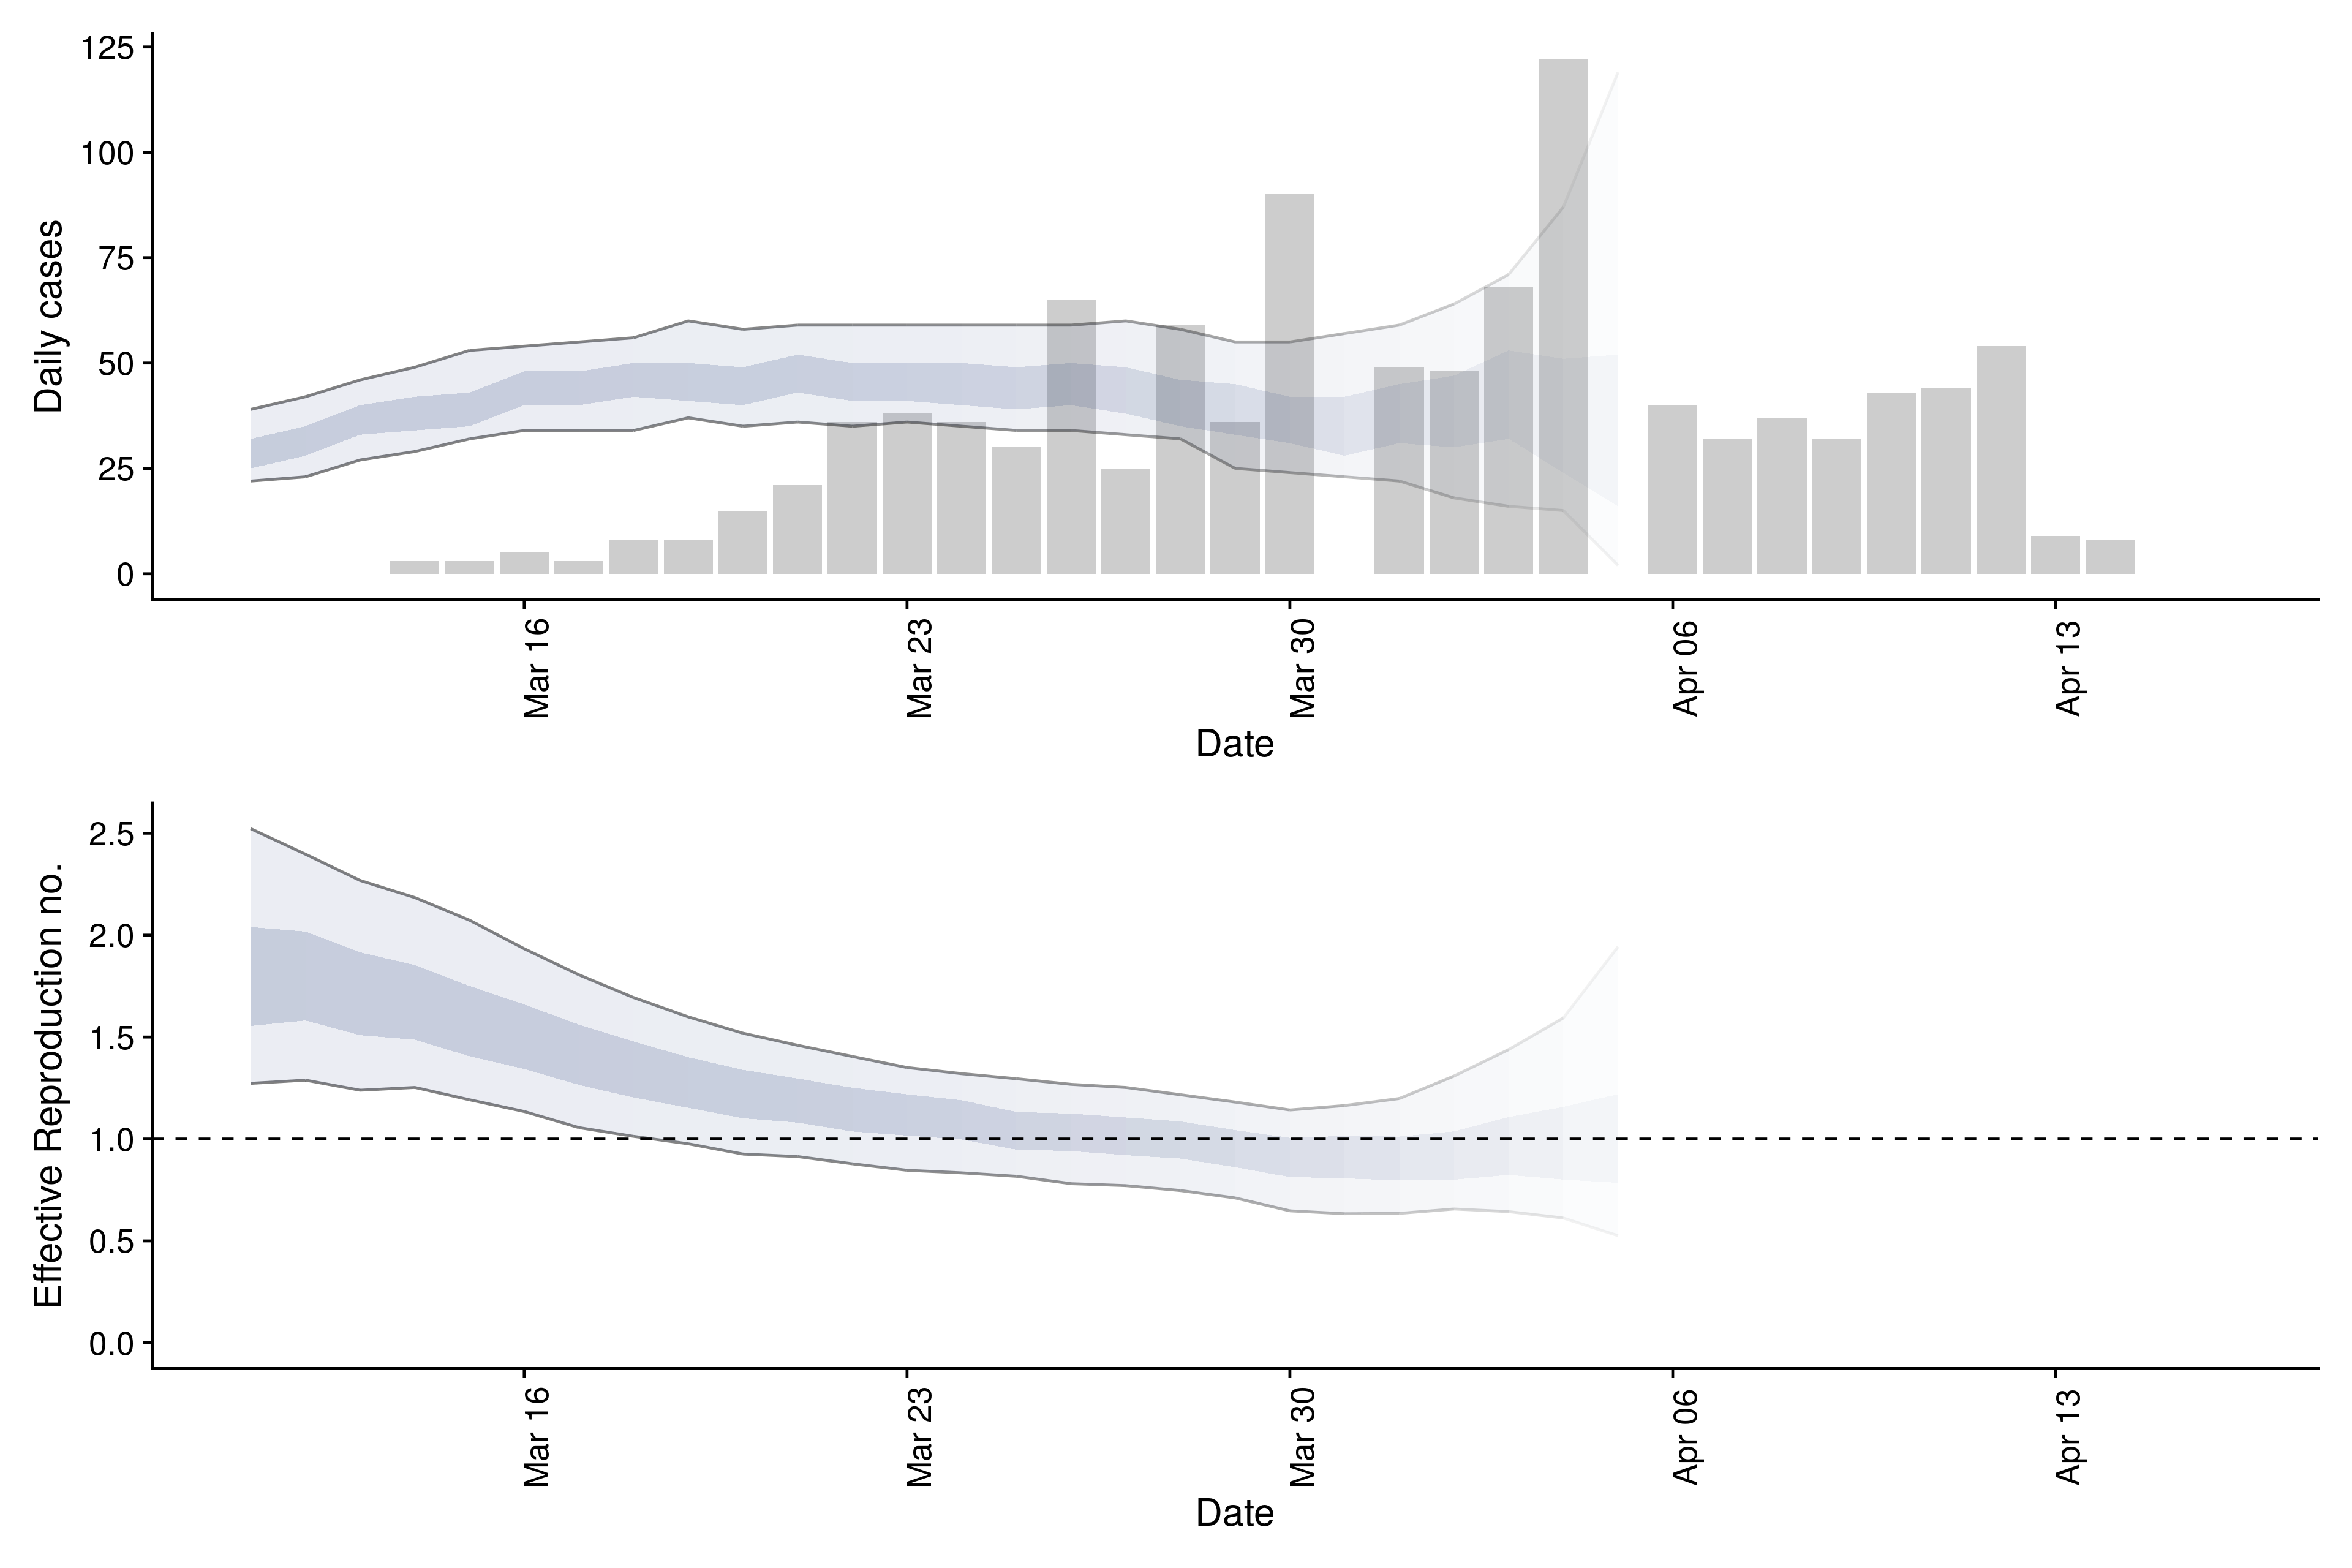 125
100
75
50
25
0
Daily cases
Mar 16
Mar 23
Mar 30
Apr 06
Apr 13
Date
2.5
2.0
1.5
1.0
0.5
0.0
Effective Reproduction no.
Mar 16
Mar 23
Mar 30
Apr 06
Apr 13
Date